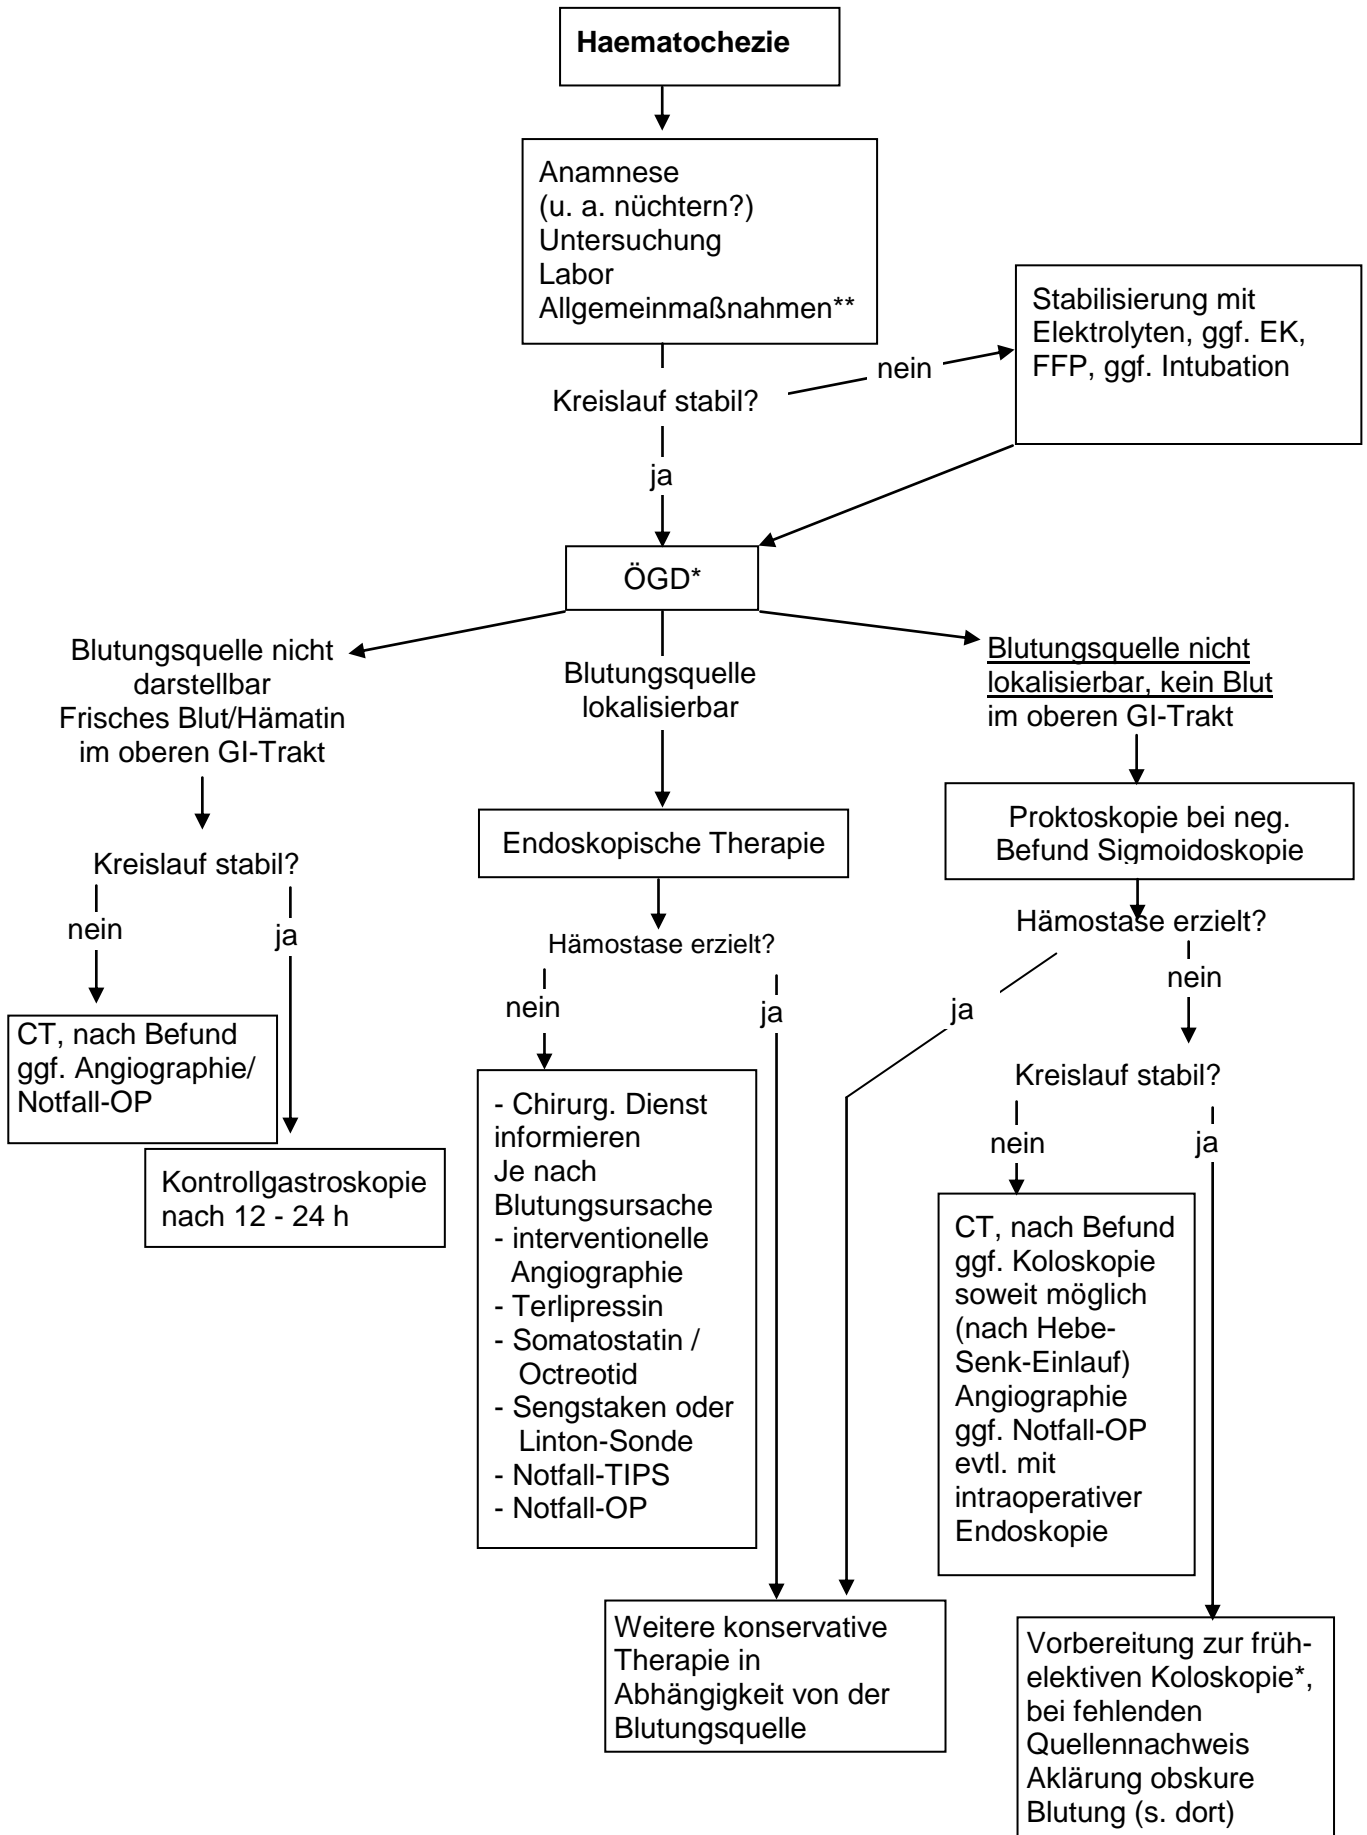 Haematochezie
Anamnese
(u. a. nüchtern?)
Untersuchung
Labor
Allgemeinmaßnahmen**
Stabilisierung mit
Elektrolyten, ggf. EK,
FFP, ggf. Intubation
nein
Kreislauf stabil?
ja
ÖGD*
Blutungsquelle nicht
darstellbar
Frisches Blut/Hämatin
im oberen GI-Trakt
Blutungsquelle
lokalisierbar
Blutungsquelle nicht
lokalisierbar, kein Blut
im oberen GI-Trakt
Kreislauf stabil?
nein
ja
CT, nach Befund
ggf. Angiographie/
Notfall-OP
Kontrollgastroskopie
nach 12 - 24 h
Endoskopische Therapie
Hämostase erzielt?
nein
ja
- Chirurg. Dienst
informieren
Je nach
Blutungsursache
- interventionelle
Angiographie
- Terlipressin
- Somatostatin /
Octreotid
- Sengstaken oder
Linton-Sonde
- Notfall-TIPS
- Notfall-OP
Proktoskopie bei neg.
Befund Sigmoidoskopie
Hämostase erzielt?
ja
nein
Kreislauf stabil?
nein
ja
CT, nach Befund
ggf. Koloskopie
soweit möglich
(nach Hebe-
Senk-Einlauf)
Angiographie
ggf. Notfall-OP
evtl. mit
intraoperativer
Endoskopie
Weitere konservative
Therapie in
Abhängigkeit von der
Blutungsquelle
Vorbereitung zur früh-
elektiven Koloskopie*,
bei fehlenden
Quellennachweis
Aklärung obskure
Blutung (s. dort)